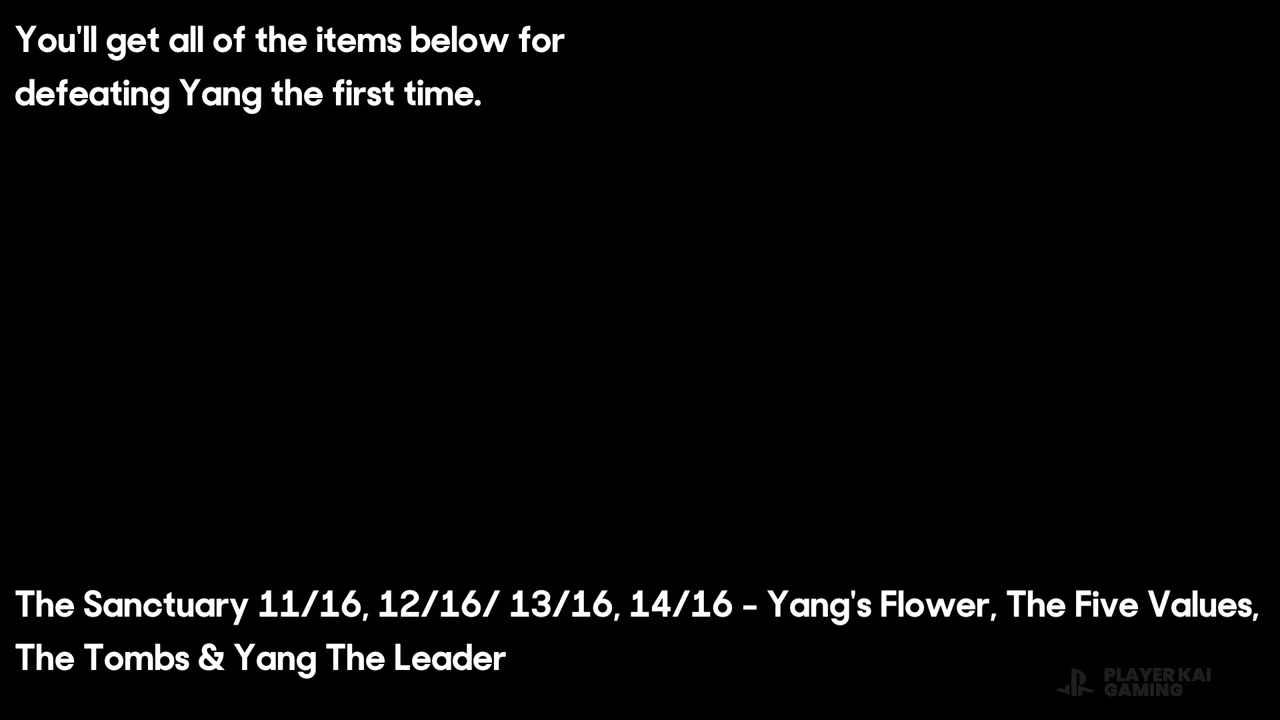 You'll get all of the items below for
defeating Yang the first time.
The Sanctuary 11/16, 12/16/ 13/16, 14/16 - Yang's Flower, The Five Values,
The Tombs & Yang The Leader
PLAYER KAI
GAMING